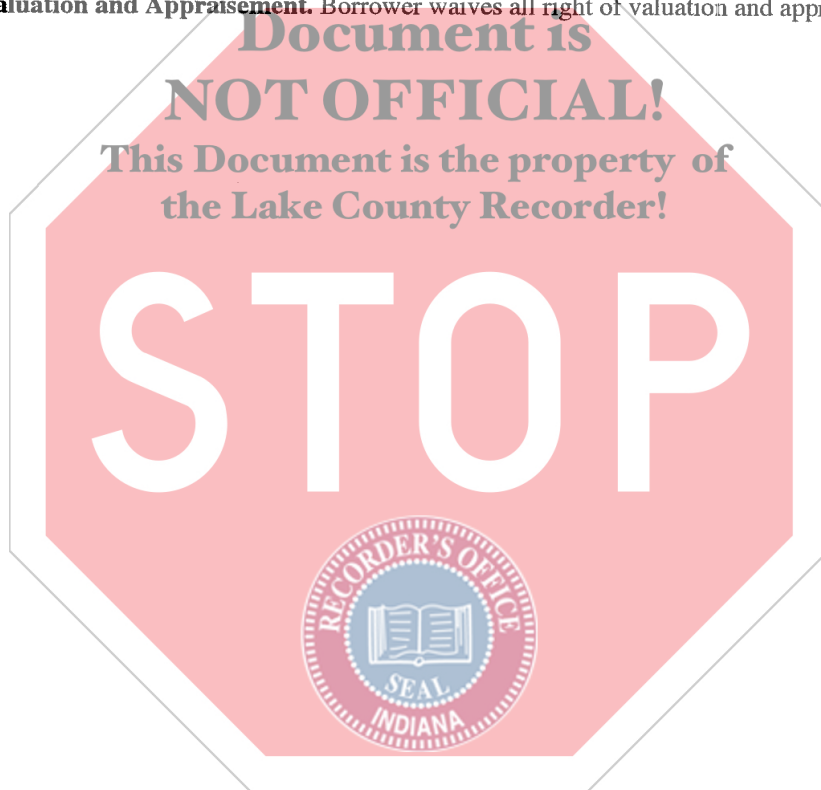 aluation and Appraisement. Borrower waives all right of valuation and appr
Document is
NOT OFFICIAL!
This Document is the property of
the Lake County Recorder!
STOP
RECORDER'S OFFICE
SEAL
INDIANA